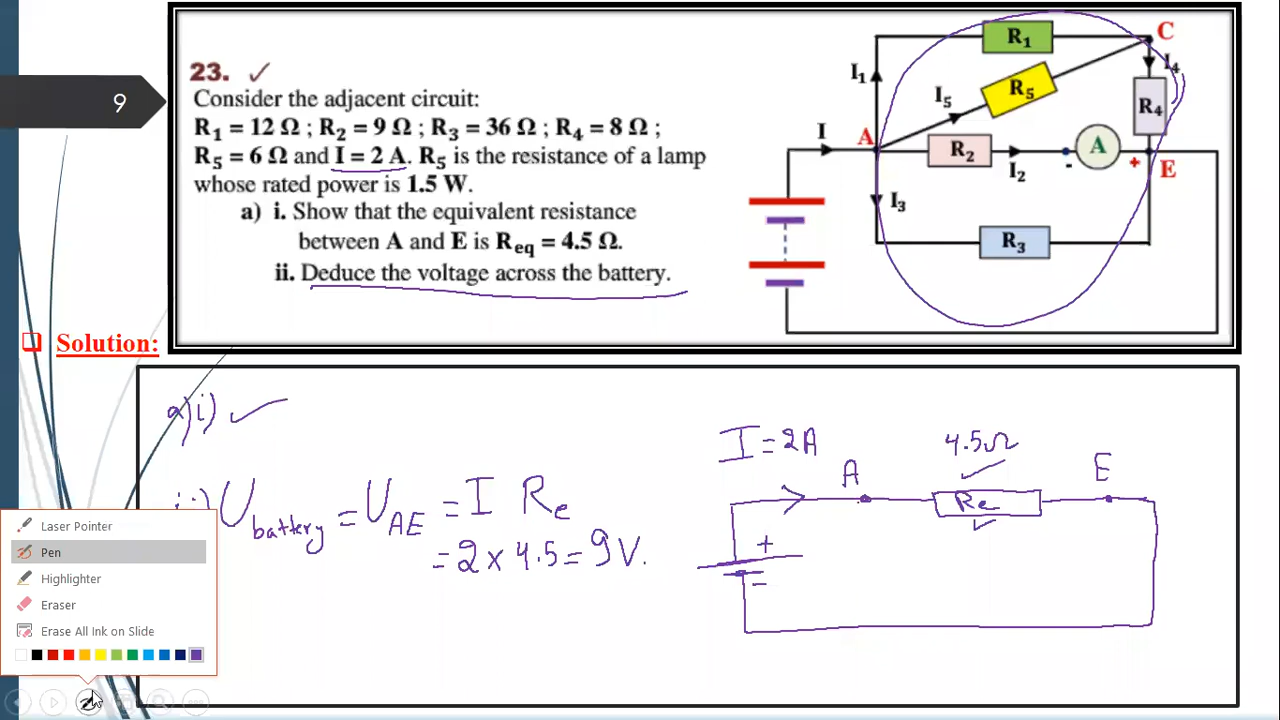 9
23. ✓
Consider the adjacent circuit:
R₁ = 12 Ω ; R₂ = 9 Ω ; R₃ = 36 Ω ; R₄ = 8 Ω ;
R₅ = 6 Ω and I = 2 A. R₅ is the resistance of a lamp
whose rated power is 1.5 W.
a) i. Show that the equivalent resistance
between A and E is Req = 4.5 Ω.
ii. Deduce the voltage across the battery.
R₁
C
I₁
I₄
R₅
I₅
R₄
I
A
R₂
A
I₂
-
+
E
I₃
R₃
Solution:
a) i) ✓
ii) U battery = U AE = I Re
= 2 × 4.5 = 9 V.
I = 2A
4.5Ω
A
E
Re
+
-
Laser Pointer
Pen
Highlighter
Eraser
Erase All Ink on Slide